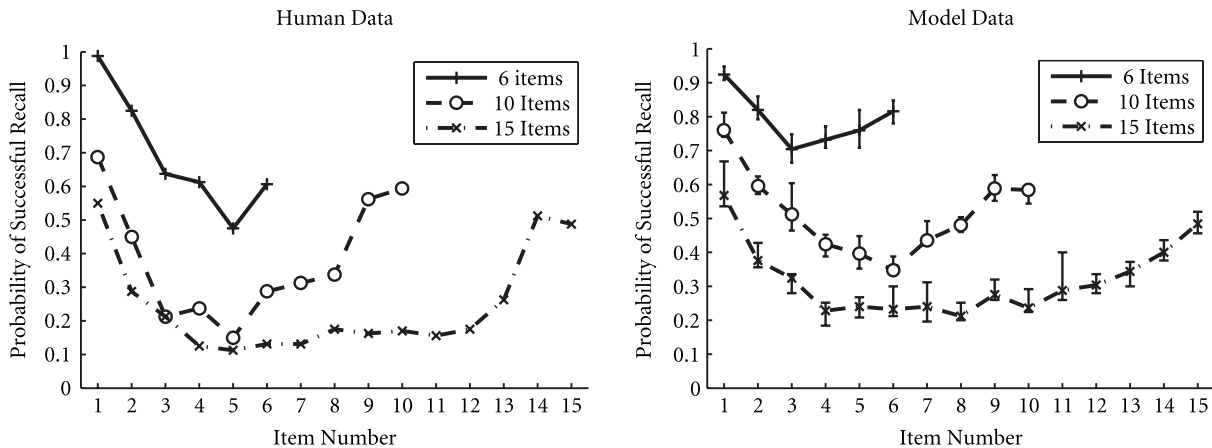 Human Data
Probability of Successful Recall
1
0.9
0.8
0.7
0.6
0.5
0.4
0.3
0.2
0.1
0
6 items
10 Items
15 Items
1 2 3 4 5 6 7 8 9 10 11 12 13 14 15
Item Number
Model Data
Probability of Successful Recall
1
0.9
0.8
0.7
0.6
0.5
0.4
0.3
0.2
0.1
0
6 Items
10 Items
15 Items
1 2 3 4 5 6 7 8 9 10 11 12 13 14 15
Item Number